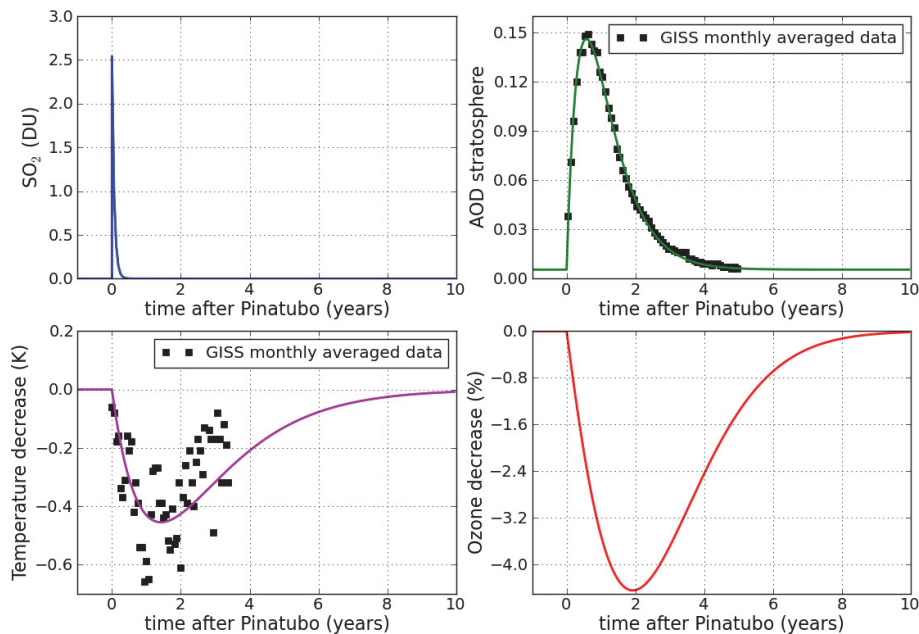 3.0
2.5
2.0
1.5
1.0
0.5
0.0
SO₂ (DU)
0 2 4 6 8 10
time after Pinatubo (years)
0.15
0.12
0.09
0.06
0.03
0.00
AOD stratosphere
GISS monthly averaged data
0 2 4 6 8 10
time after Pinatubo (years)
0.2
0.0
−0.2
−0.4
−0.6
Temperature decrease (K)
GISS monthly averaged data
0 2 4 6 8 10
time after Pinatubo (years)
0.0
−0.8
−1.6
−2.4
−3.2
−4.0
Ozone decrease (%)
0 2 4 6 8 10
time after Pinatubo (years)